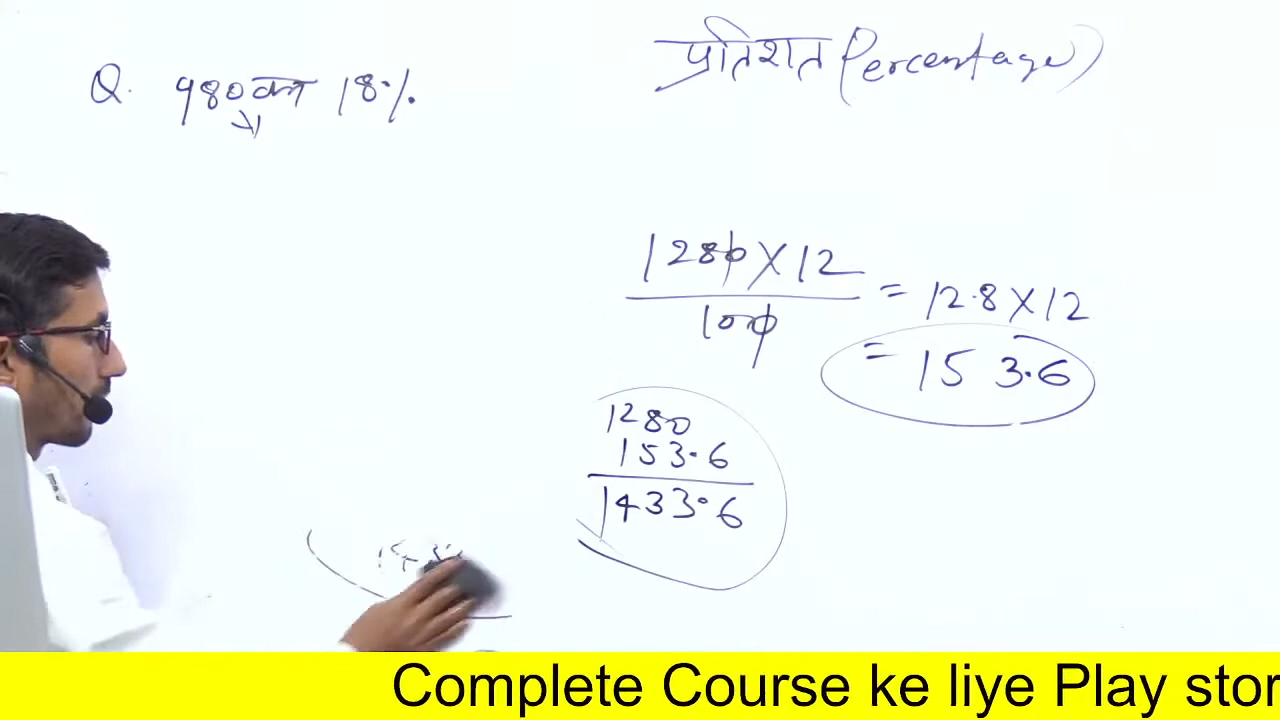 प्रतिशत (Percentage)
Q. 980 का 18%
1280 X 12
100
= 12.8 X 12
= 153.6
1280
153.6
1433.6
Complete Course ke liye Play stor